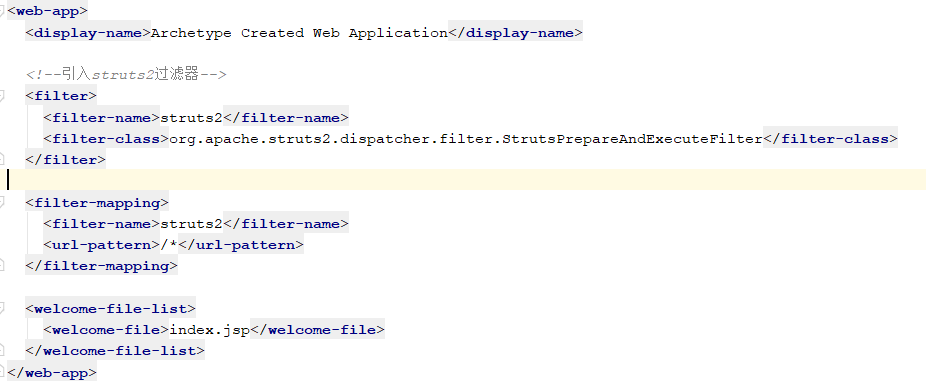 <web-app>
<display-name>Archetype Created Web Application</display-name>
<!--引入struts2过滤器-->
<filter>
<filter-name>struts2</filter-name>
<filter-class>org.apache.struts2.dispatcher.filter.StrutsPrepareAndExecuteFilter</filter-class>
</filter>
<filter-mapping>
<filter-name>struts2</filter-name>
<url-pattern>/*</url-pattern>
</filter-mapping>
<welcome-file-list>
<welcome-file>index.jsp</welcome-file>
</welcome-file-list>
</web-app>